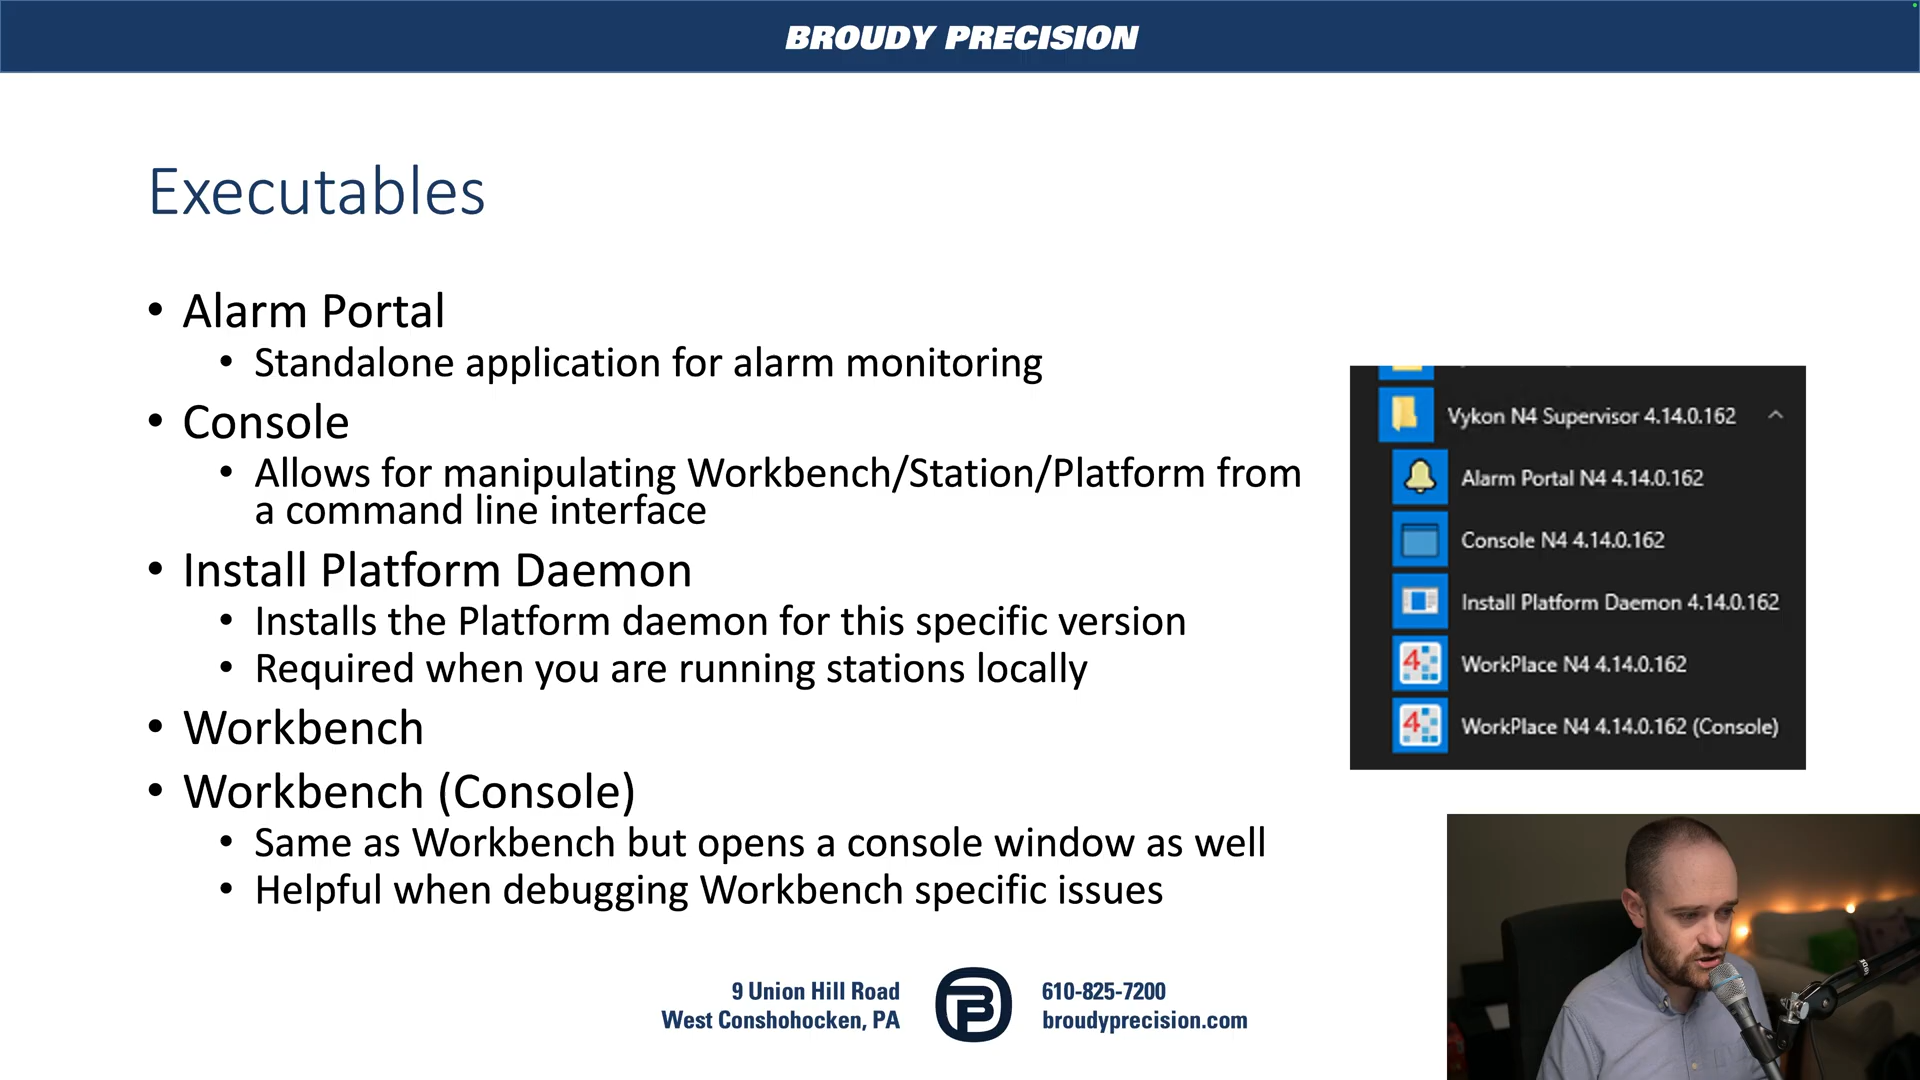 BROUDY PRECISION
Executables
• Alarm Portal
• Standalone application for alarm monitoring
• Console
• Allows for manipulating Workbench/Station/Platform from
a command line interface
• Install Platform Daemon
• Installs the Platform daemon for this specific version
• Required when you are running stations locally
• Workbench
• Workbench (Console)
• Same as Workbench but opens a console window as well
• Helpful when debugging Workbench specific issues
Vykon N4 Supervisor 4.14.0.162
Alarm Portal N4 4.14.0.162
Console N4 4.14.0.162
Install Platform Daemon 4.14.0.162
WorkPlace N4 4.14.0.162
WorkPlace N4 4.14.0.162 (Console)
9 Union Hill Road
West Conshohocken, PA
610-825-7200
broudyprecision.com